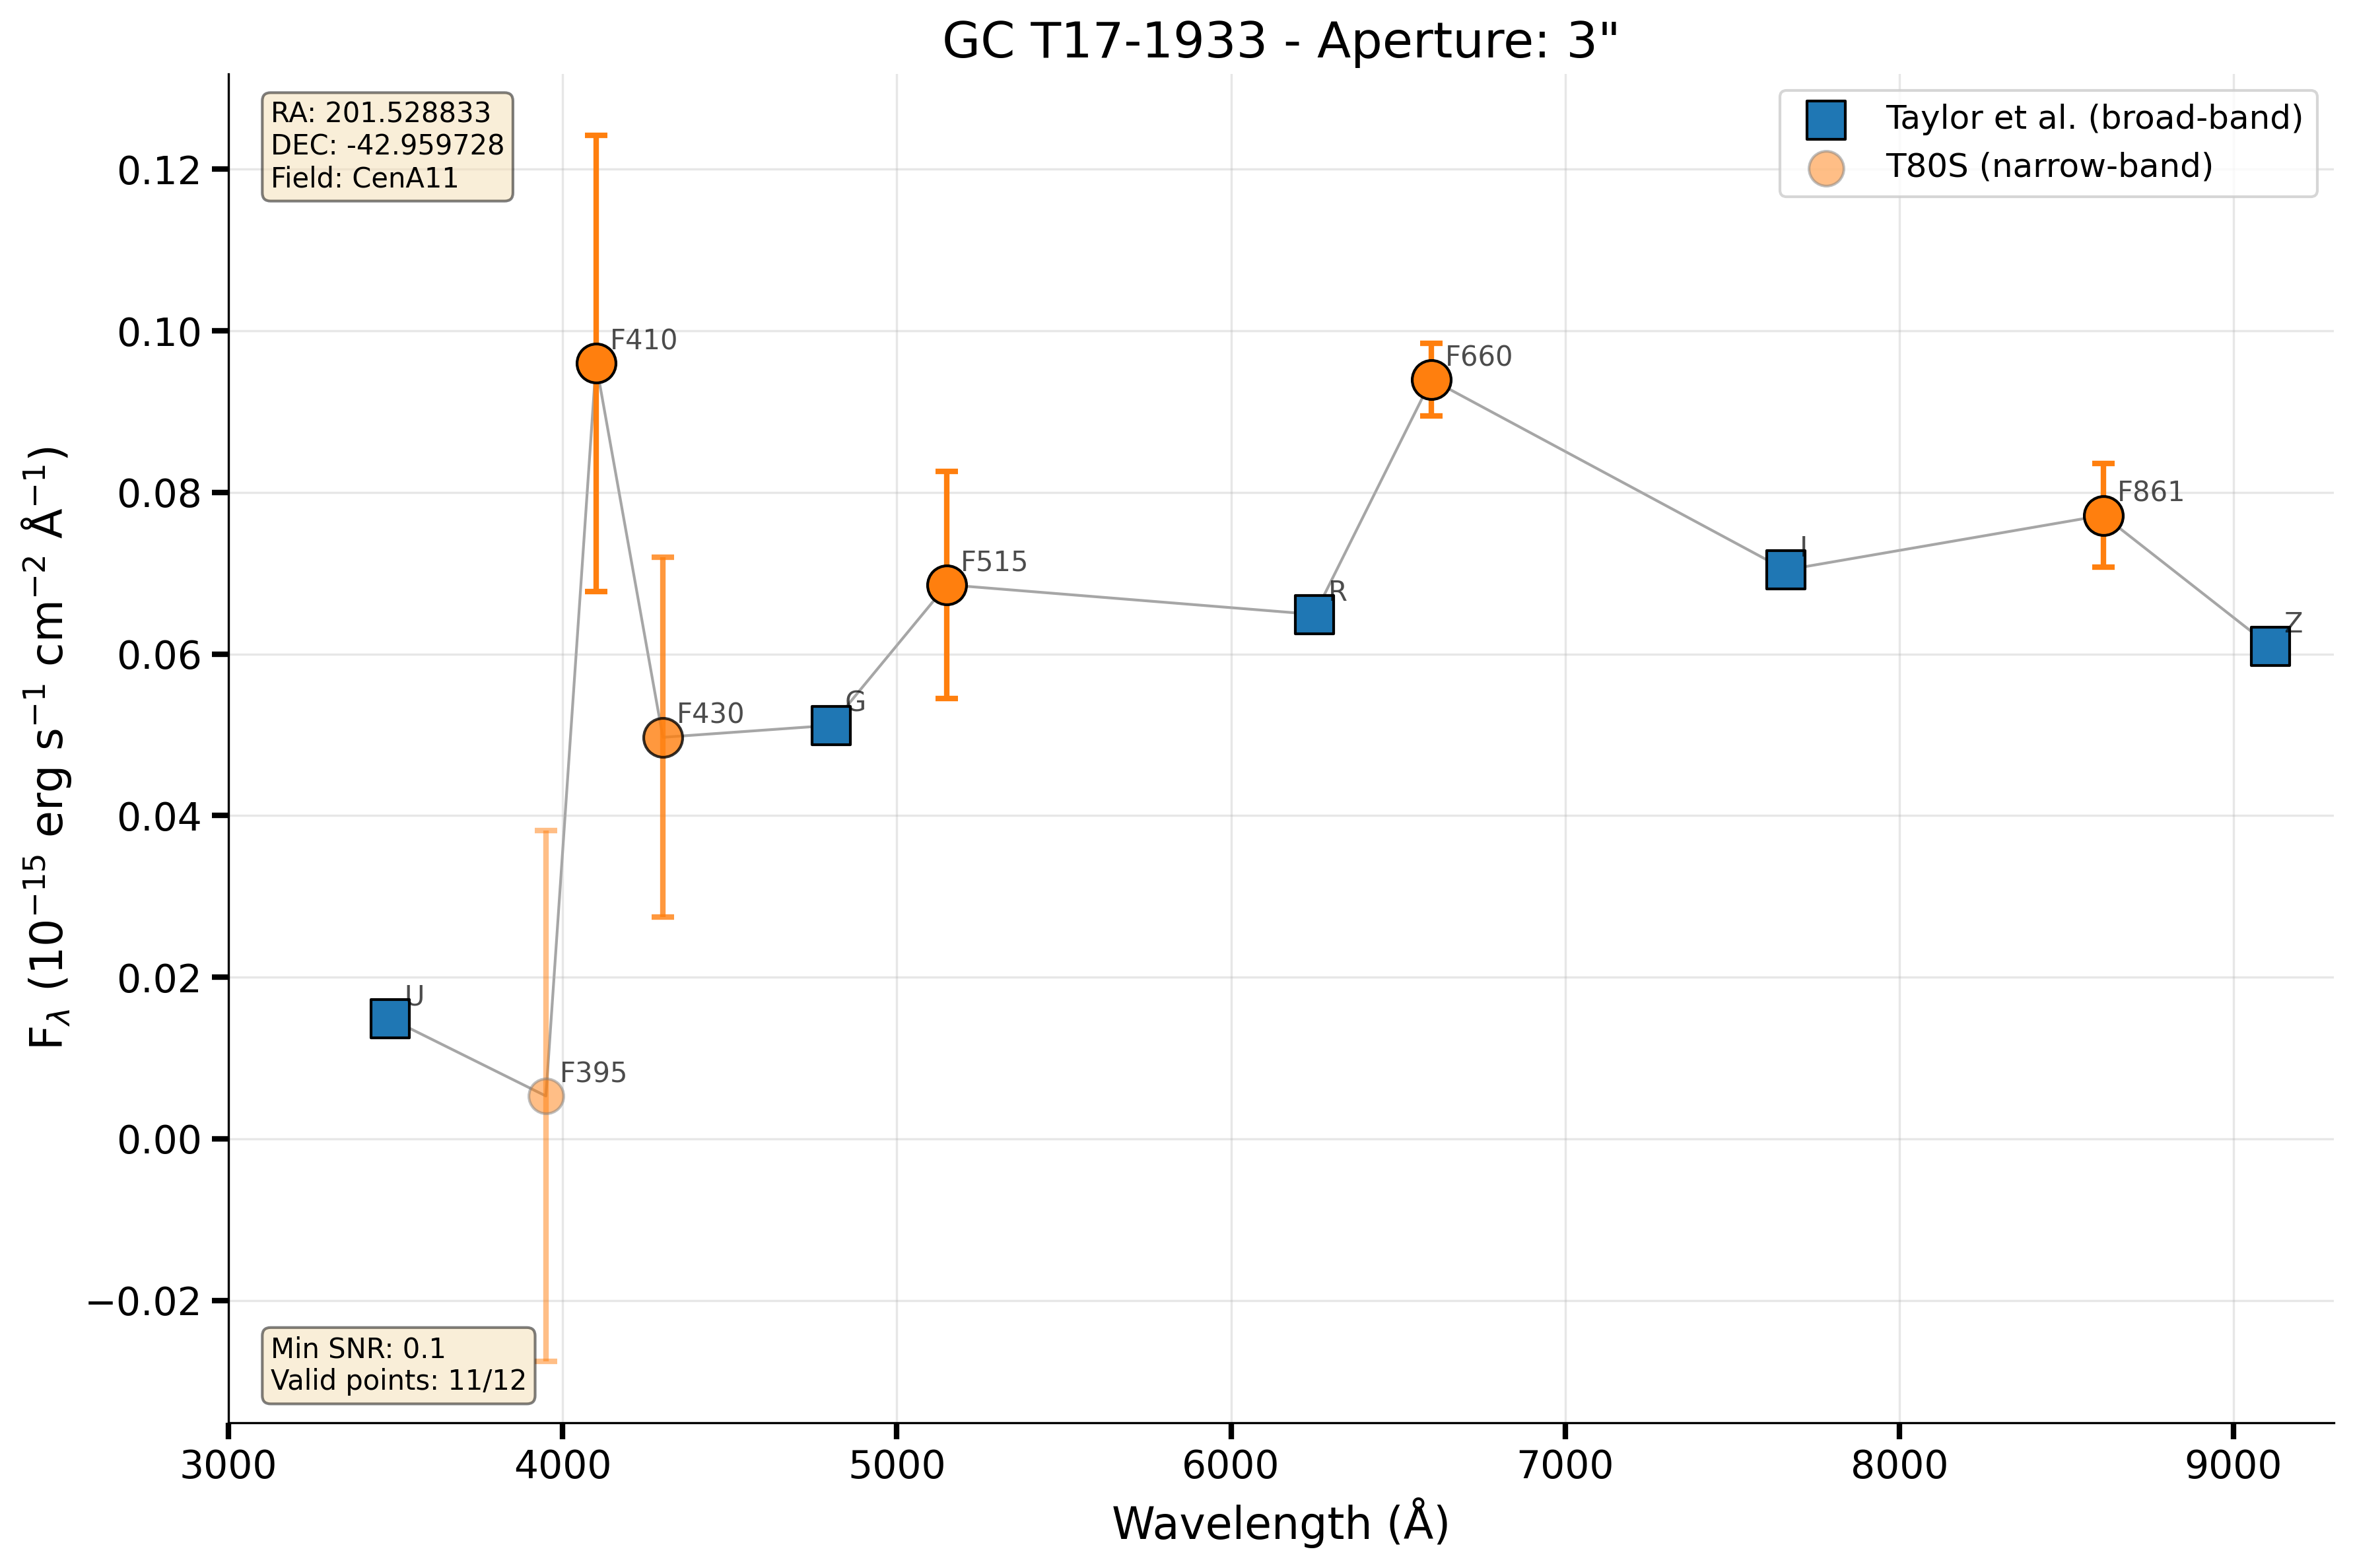 GC T17-1933 - Aperture: 3"
RA: 201.528833
DEC: -42.959728
Field: CenA11
Taylor et al. (broad-band)
T80S (narrow-band)
0.12
0.10
0.08
0.06
0.04
0.02
0.00
−0.02
F410
F660
F861
F515
I
R
Z
G
F430
U
F395
Min SNR: 0.1
Valid points: 11/12
3000 4000 5000 6000 7000 8000 9000
Wavelength (Å)
F$_{λ}$ (10$^{−15}$ erg s$^{−1}$ cm$^{−2}$ Å$^{−1}$)